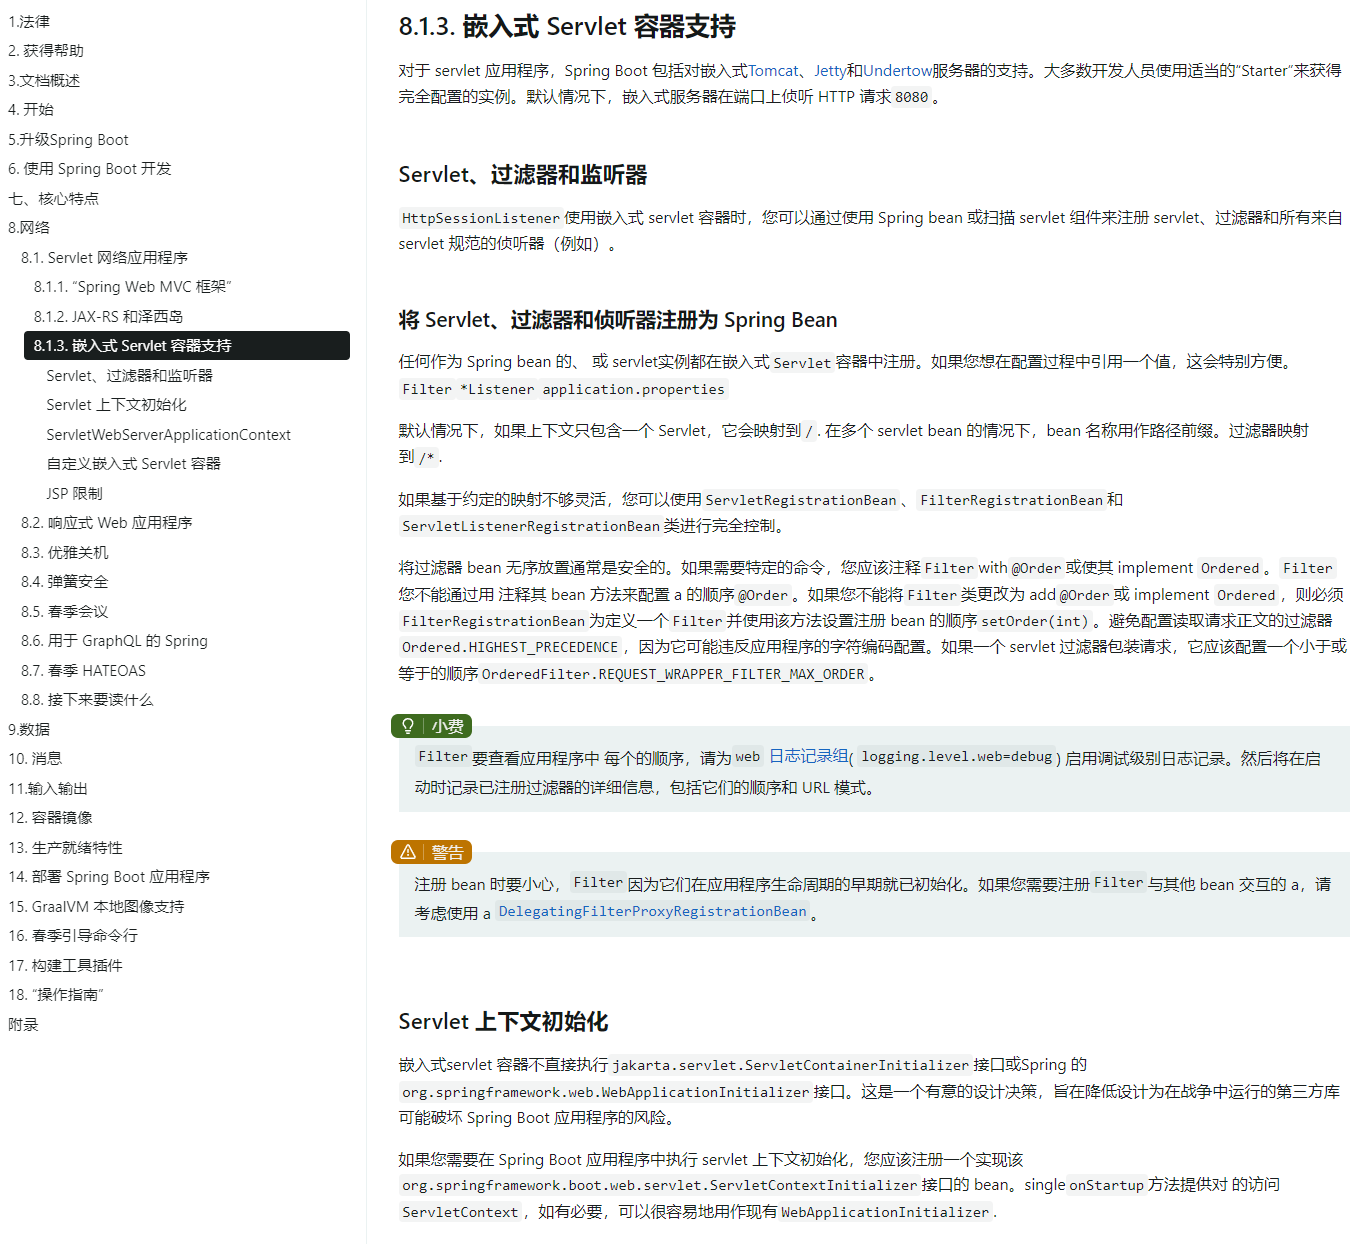 1.法律
2. 获得帮助
3.文档概述
4. 开始
5.升级Spring Boot
6. 使用 Spring Boot 开发
七、核心特点
8.网络
8.1. Servlet 网络应用程序
8.1.1. “Spring Web MVC 框架”
8.1.2. JAX-RS 和泽西岛
8.1.3. 嵌入式 Servlet 容器支持
Servlet、过滤器和监听器
Servlet 上下文初始化
ServletWebServerApplicationContext
自定义嵌入式 Servlet 容器
JSP 限制
8.2. 响应式 Web 应用程序
8.3. 优雅关机
8.4. 弹簧安全
8.5. 春季会议
8.6. 用于 GraphQL 的 Spring
8.7. 春季 HATEOAS
8.8. 接下来要读什么
9.数据
10. 消息
11.输入输出
12. 容器镜像
13. 生产就绪特性
14. 部署 Spring Boot 应用程序
15. GraalVM 本地图像支持
16. 春季引导命令行
17. 构建工具插件
18. “操作指南”
附录
8.1.3. 嵌入式 Servlet 容器支持
对于 servlet 应用程序，Spring Boot 包括对嵌入式Tomcat、Jetty和Undertow服务器的支持。大多数开发人员使用适当的“Starter”来获得
完全配置的实例。默认情况下，嵌入式服务器在端口上侦听 HTTP 请求 8080 。
Servlet、过滤器和监听器
HttpSessionListener 使用嵌入式 servlet 容器时，您可以通过使用 Spring bean 或扫描 servlet 组件来注册 servlet、过滤器和所有来自
servlet 规范的侦听器（例如）。
将 Servlet、过滤器和侦听器注册为 Spring Bean
任何作为 Spring bean 的、 或 servlet实例都在嵌入式 Servlet 容器中注册。如果您想在配置过程中引用一个值，这会特别方便。
Filter *Listener application.properties
默认情况下，如果上下文只包含一个 Servlet，它会映射到 / . 在多个 servlet bean 的情况下，bean 名称用作路径前缀。过滤器映射
到 /* .
如果基于约定的映射不够灵活，您可以使用 ServletRegistrationBean 、 FilterRegistrationBean 和
ServletListenerRegistrationBean 类进行完全控制。
将过滤器 bean 无序放置通常是安全的。如果需要特定的命令，您应该注释 Filter with @Order 或使其 implement Ordered 。 Filter
您不能通过用 注释其 bean 方法来配置 a 的顺序 @Order 。如果您不能将 Filter 类更改为 add @Order 或 implement Ordered ，则必须
FilterRegistrationBean 为定义一个 Filter 并使用该方法设置注册 bean 的顺序 setOrder(int) 。避免配置读取请求正文的过滤器
Ordered.HIGHEST_PRECEDENCE ，因为它可能违反应用程序的字符编码配置。如果一个 servlet 过滤器包装请求，它应该配置一个小于或
等于的顺序 OrderedFilter.REQUEST_WRAPPER_FILTER_MAX_ORDER 。
小费
Filter 要查看应用程序中 每个的顺序，请为 web 日志记录组( logging.level.web=debug ) 启用调试级别日志记录。然后将在启
动时记录已注册过滤器的详细信息，包括它们的顺序和 URL 模式。
警告
注册 bean 时要小心， Filter 因为它们在应用程序生命周期的早期就已初始化。如果您需要注册 Filter 与其他 bean 交互的 a，请
考虑使用 a DelegatingFilterProxyRegistrationBean 。
Servlet 上下文初始化
嵌入式servlet 容器不直接执行 jakarta.servlet.ServletContainerInitializer 接口或Spring 的
org.springframework.web.WebApplicationInitializer 接口。这是一个有意的设计决策，旨在降低设计为在战争中运行的第三方库
可能破坏 Spring Boot 应用程序的风险。
如果您需要在 Spring Boot 应用程序中执行 servlet 上下文初始化，您应该注册一个实现该
org.springframework.boot.web.servlet.ServletContextInitializer 接口的 bean。single onStartup 方法提供对 的访问
ServletContext ，如有必要，可以很容易地用作现有 WebApplicationInitializer .